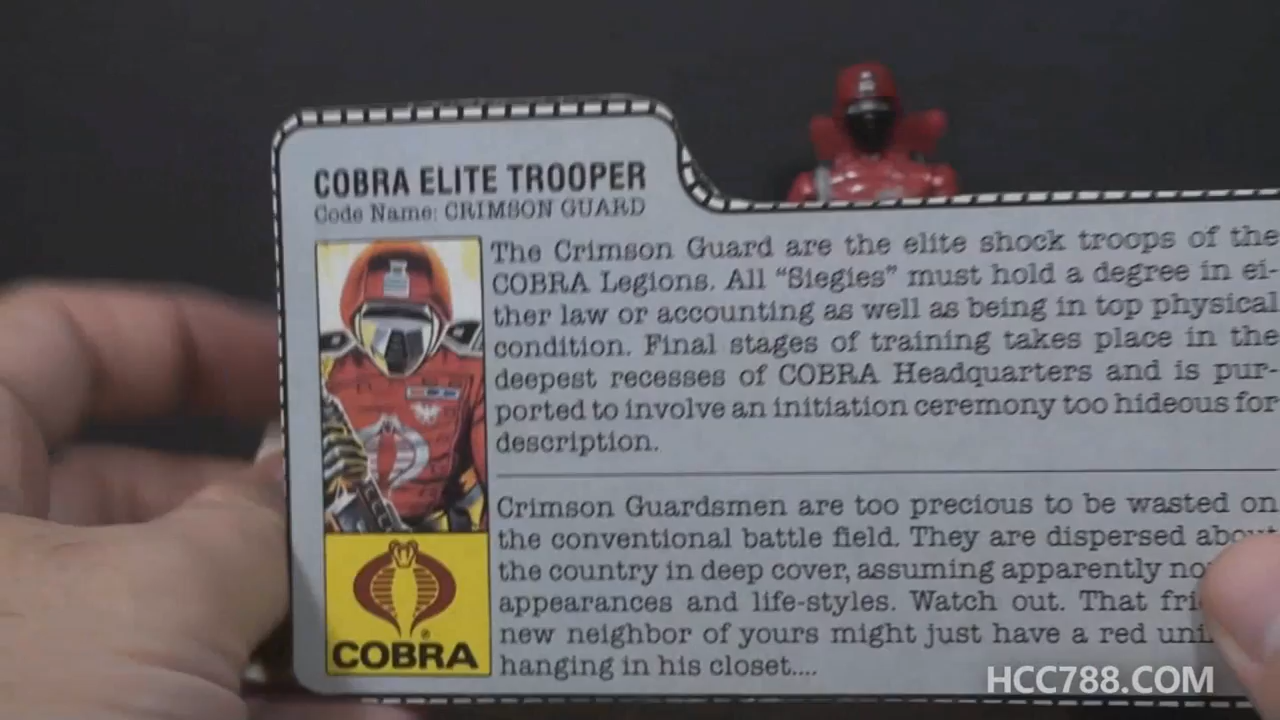 COBRA ELITE TROOPER
Code Name: CRIMSON GUARD
The Crimson Guard are the elite shock troops of the
COBRA Legions. All “Siegies” must hold a degree in ei-
ther law or accounting as well as being in top physical
condition. Final stages of training takes place in the
deepest recesses of COBRA Headquarters and is pur-
ported to involve an initiation ceremony too hideous for
description.
Crimson Guardsmen are too precious to be wasted on
the conventional battle field. They are dispersed about
the country in deep cover, assuming apparently
appearances and life-styles. Watch out. That
new neighbor of yours might just have a red
hanging in his closet....
COBRA
HCC788.COM